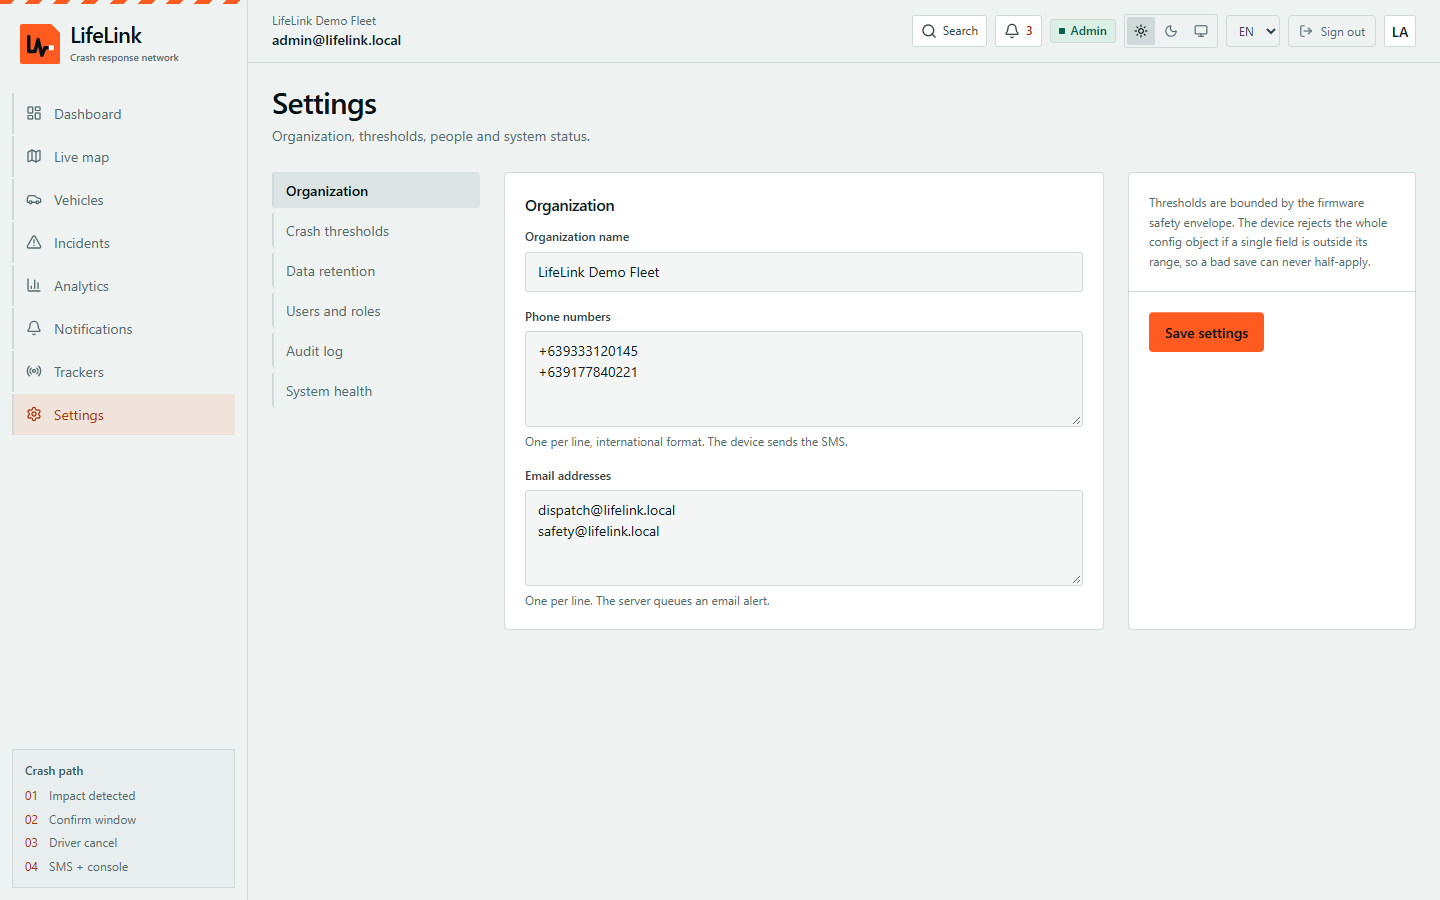 LifeLink
Crash response network
Dashboard
Live map
Vehicles
Incidents
Analytics
Notifications
Trackers
Settings
Crash path
01 Impact detected
02 Confirm window
03 Driver cancel
04 SMS + console
LifeLink Demo Fleet
admin@lifelink.local
Search
3
Admin
EN
Sign out
LA
Settings
Organization, thresholds, people and system status.
Organization
Crash thresholds
Data retention
Users and roles
Audit log
System health
Organization
Organization name
LifeLink Demo Fleet
Phone numbers
+639333120145
+639177840221
One per line, international format. The device sends the SMS.
Email addresses
dispatch@lifelink.local
safety@lifelink.local
One per line. The server queues an email alert.
Thresholds are bounded by the firmware
safety envelope. The device rejects the whole
config object if a single field is outside its
range, so a bad save can never half-apply.
Save settings